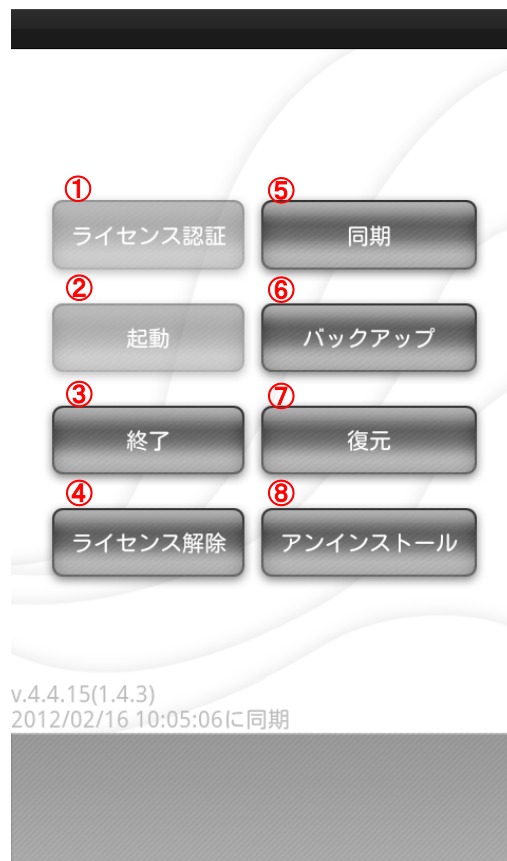 ① ⑤
ライセンス認証 同期
② ⑥
起動 バックアップ
③ ⑦
終了 復元
④ ⑧
ライセンス解除 アンインストール
v.4.4.15(1.4.3)
2012/02/16 10:05:06に同期